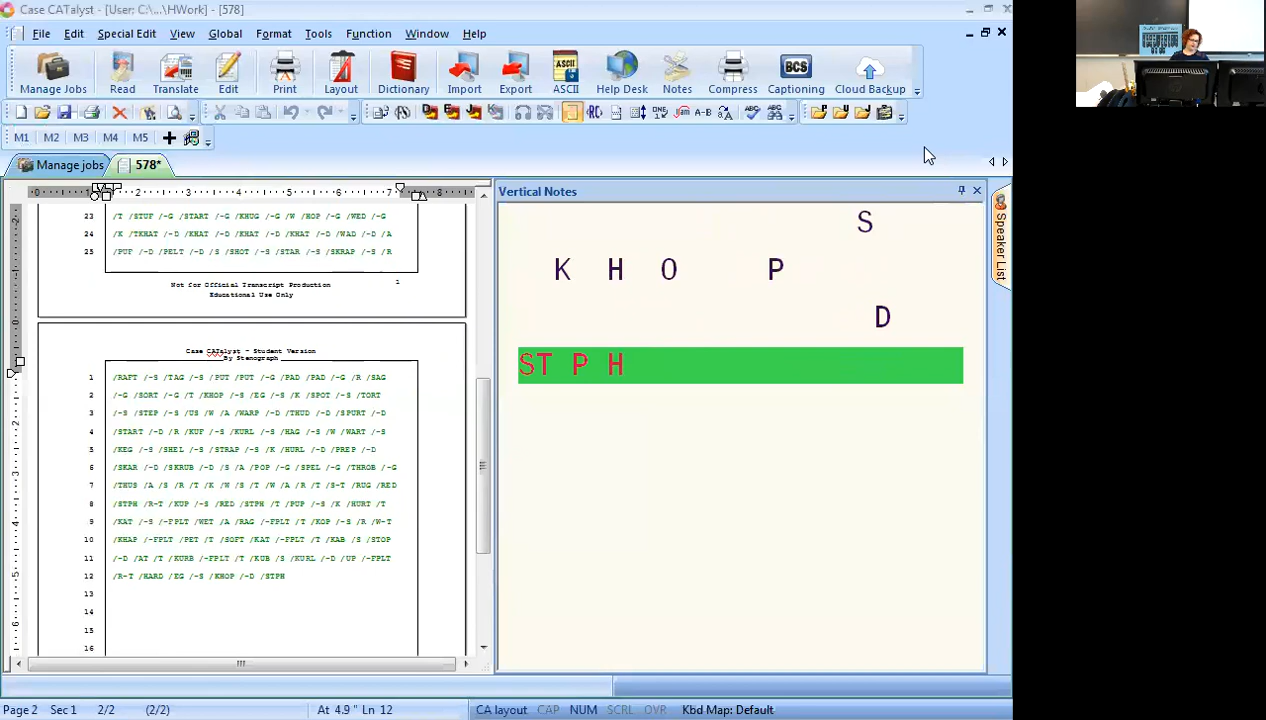 Case CATalyst - [User: C:\...\HWork] - [578]
File Edit Special Edit View Global Format Tools Function Window Help
Manage Jobs Read Translate Edit Print Layout Dictionary Import Export ASCII Help Desk Notes Compress Captioning Cloud Backup
M1 M2 M3 M4 M5
Manage jobs 578*
Vertical Notes
Speaker List
23 /T /STUF /-G /START /-G /KHUG /-G /W /HOP /-G /WED /-G
24 /K /TKHAT /-D /KHAT /-D /KHAT /-D /KHAT /-D /WAD /-D /A
25 /PUF /-D /PELT /-D /S /SHOT /-S /STAR /-S /SKRAP /-S /R
Not for Official Transcript Production
Educational Use Only
1
Case CATalyst - Student Version
By Stenograph
1 /RAFT /-S /TAG /-S /PUT /PUT /-G /PAD /PAD /-G /R /SAG
2 /-G /SORT /-G /T /KHOP /-S /EG /-S /K /SPOT /-S /TORT
3 /-S /STEP /-S /US /W /A /WARP /-D /THUD /-D /SPURT /-D
4 /START /-D /R /KUF /-S /KURL /-S /HAG /-S /W /WART /-S
5 /KEG /-S /SHEL /-S /STRAP /-S /K /HURL /-D /PREP /-D
6 /SKAR /-D /SKRUB /-D /S /A /POP /-G /SPEL /-G /THROB /-G
7 /THUS /A /S /R /T /K /W /S /T /W /A /R /T /S-T /RUG /RED
8 /STPH /R-T /KUP /-S /RED /STPH /T /PUP /-S /K /HURT /T
9 /KAT /-S /-FPLT /WET /A /RAG /-FPLT /T /KOP /-S /R /W-T
10 /KHAP /-FPLT /PET /T /SOFT /KAT /-FPLT /T /KAB /S /STOP
11 /-D /AT /T /KURB /-FPLT /T /KUB /S /KURL /-D /UP /-FPLT
12 /R-T /HARD /EG /-S /KHOP /-D /STPH
13
14
15
16
S
K H O P
D
ST P H
Page 2 Sec 1 2/2 (2/2) At 4.9 " Ln 12 CA layout CAP NUM SCRL OVR Kbd Map: Default